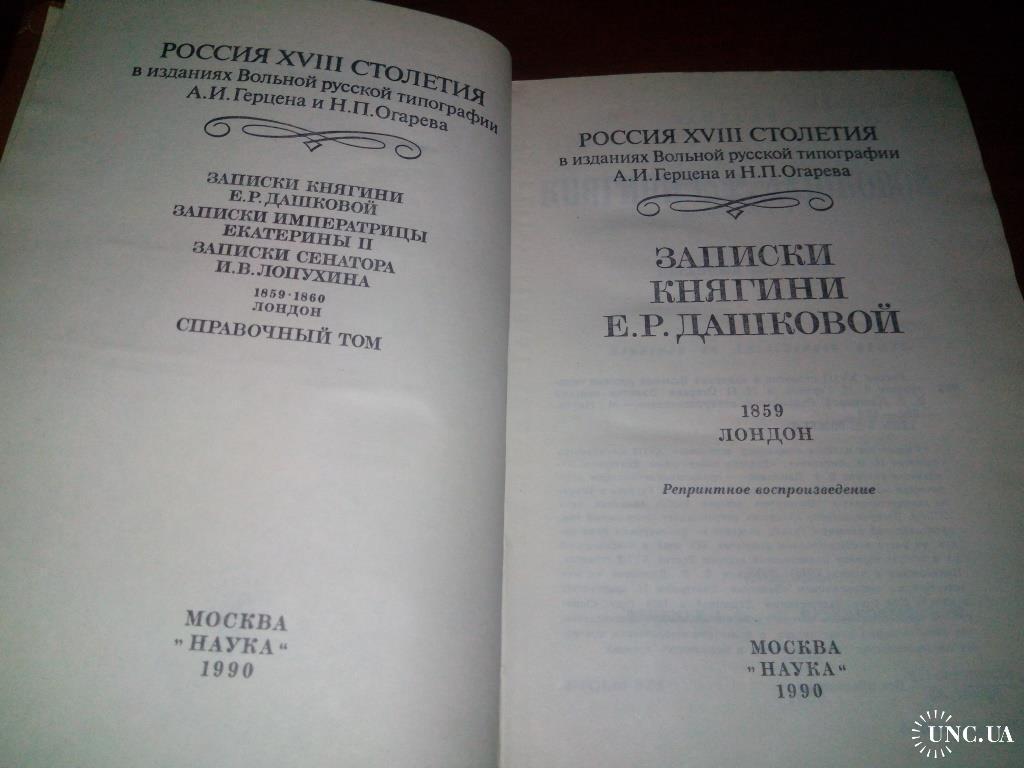 РОССИЯ XVIII СТОЛЕТИЯ
в изданиях Вольной русской типографии
А.И.Герцена и Н.П.Огарева
ЗАПИСКИ КНЯГИНИ
Е.Р.ДАШКОВОЙ
ЗАПИСКИ ИМПЕРАТРИЦЫ
ЕКАТЕРИНЫ II
ЗАПИСКИ СЕНАТОРА
И.В.ЛОПУХИНА
1859·1860
ЛОНДОН
СПРАВОЧНЫЙ ТОМ
МОСКВА
„НАУКА“
1990
РОССИЯ XVIII СТОЛЕТИЯ
в изданиях Вольной русской типографии
А.И.Герцена и Н.П.Огарева
ЗАПИСКИ
КНЯГИНИ
Е.Р.ДАШКОВОЙ
1859
ЛОНДОН
Репринтное воспроизведение
МОСКВА
„НАУКА“
1990
UNC.UA